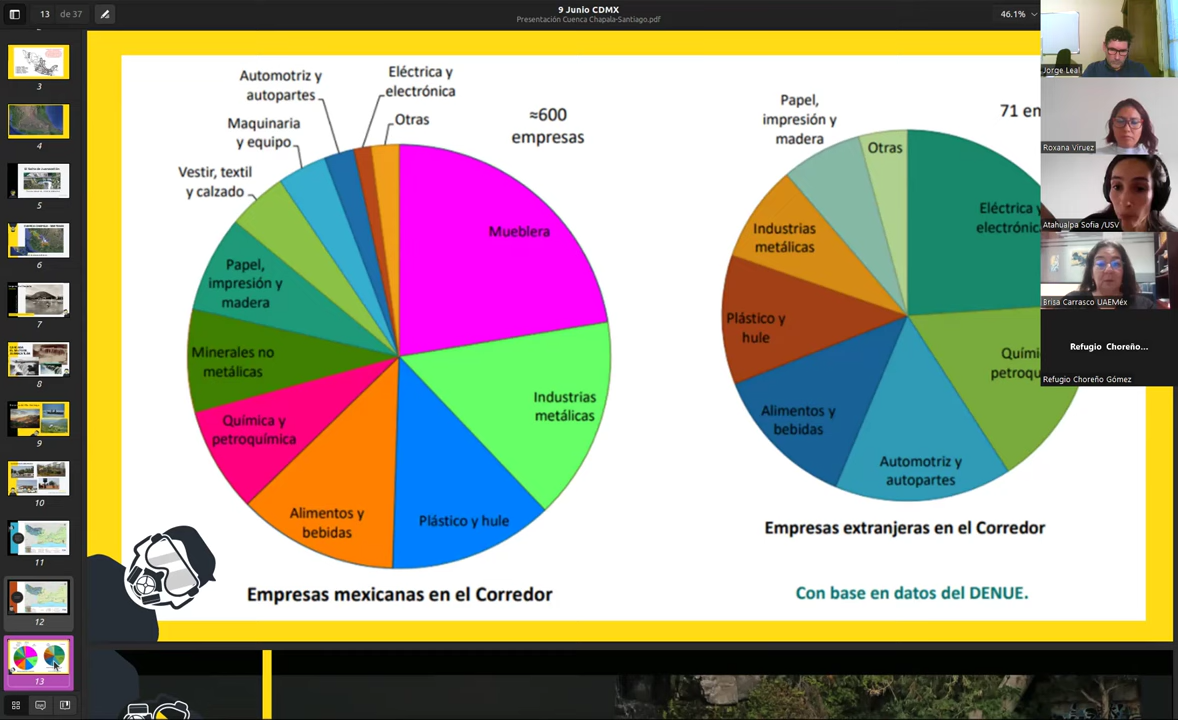 13 de 37
9 Junio CDMX
Presentación Cuenca Chapala-Santiago.pdf
46.1%
3
4
5
6
7
8
9
10
11
12
13
Automotriz y
autopartes
Eléctrica y
electrónica
Maquinaria
y equipo
Otras
Vestir, textil
y calzado
≈600
empresas
Mueblera
Papel,
impresión y
madera
Minerales no
metálicas
Industrias
metálicas
Química y
petroquímica
Alimentos y
bebidas
Plástico y hule
Empresas mexicanas en el Corredor
Papel,
impresión y
madera
Otras
71 em
Eléctrica y
electrónic
Industrias
metálicas
Plástico y
hule
Químic
petroqu
Alimentos y
bebidas
Automotriz y
autopartes
Empresas extranjeras en el Corredor
Con base en datos del DENUE.
Jorge Leal
Roxana Viruez
Atahualpa Sofia /USV
Brisa Carrasco UAEMéx
Refugio Choreño...
Refugio Choreño Gómez